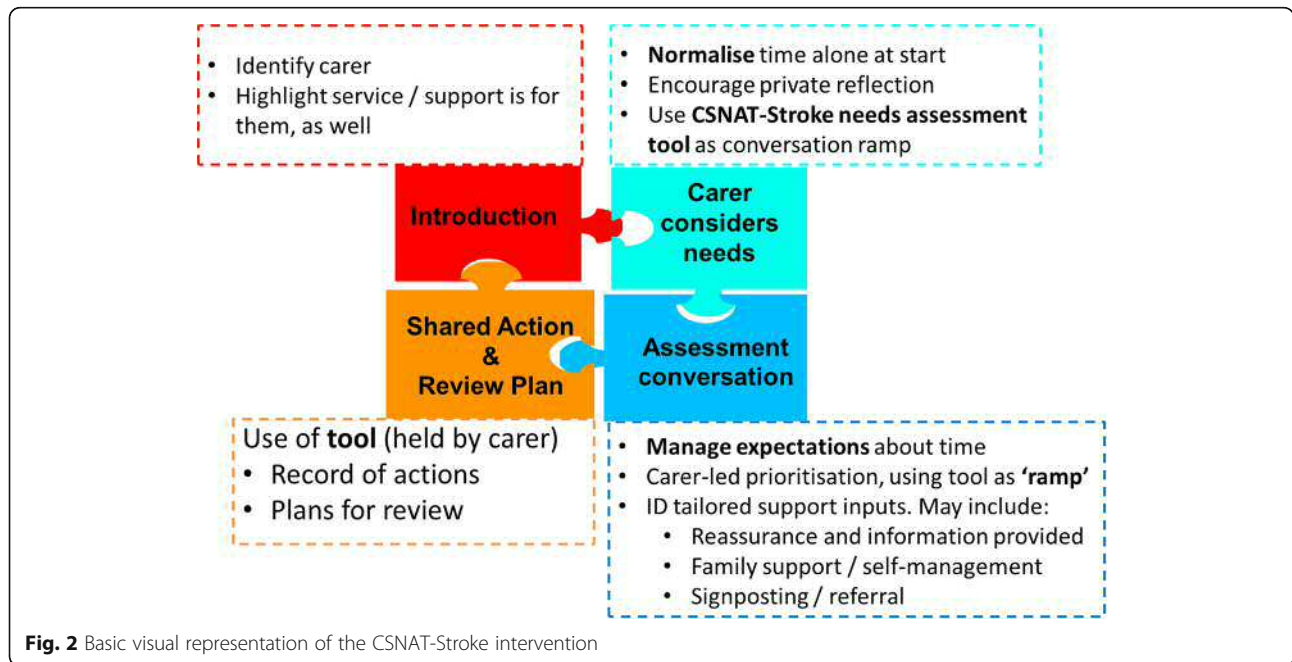 • Identify carer
• Highlight service / support is for
them, as well
• Normalise time alone at start
• Encourage private reflection
• Use CSNAT-Stroke needs assessment
tool as conversation ramp
Introduction
Carer
considers
needs
Shared Action
&
Review Plan
Assessment
conversation
Use of tool (held by carer)
• Record of actions
• Plans for review
• Manage expectations about time
• Carer-led prioritisation, using tool as ‘ramp’
• ID tailored support inputs. May include:
• Reassurance and information provided
• Family support / self-management
• Signposting / referral
Fig. 2 Basic visual representation of the CSNAT-Stroke intervention